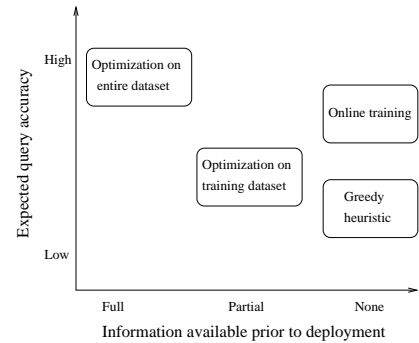 High
Optimization on
entire dataset
Online training
Optimization on
training dataset
Greedy
heuristic
Low
Expected query accuracy
Full
Partial
None
Information available prior to deployment